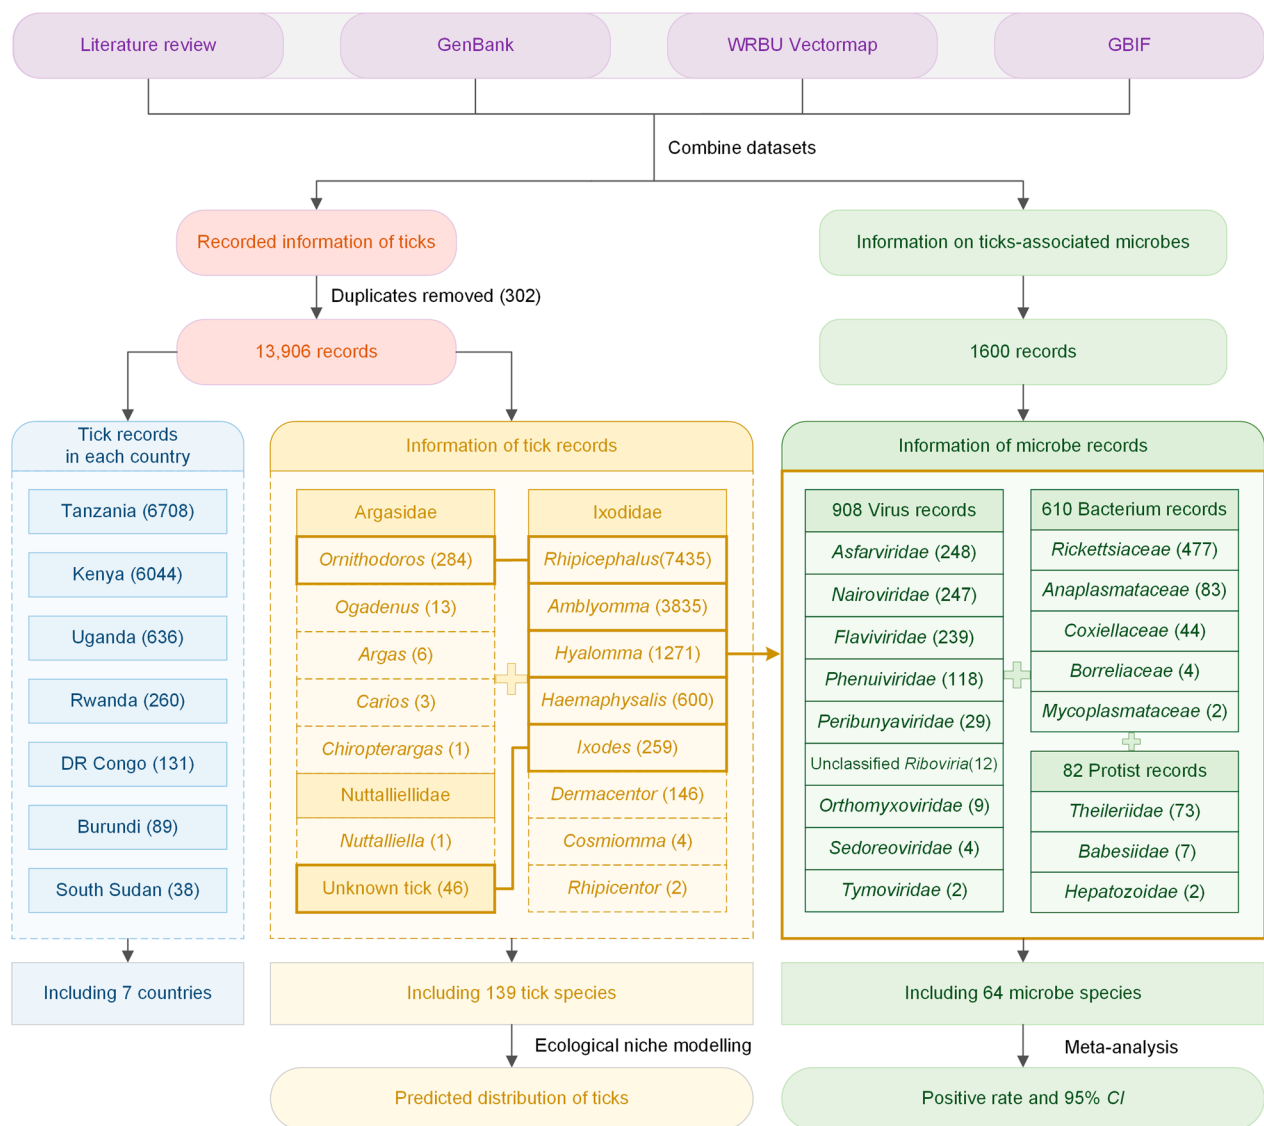 Literature review
GenBank
WRBU Vectormap
GBIF
Combine datasets
Recorded information of ticks
Information on ticks-associated microbes
Duplicates removed (302)
13,906 records
1600 records
Tick records
in each country
Tanzania (6708)
Kenya (6044)
Uganda (636)
Rwanda (260)
DR Congo (131)
Burundi (89)
South Sudan (38)
Including 7 countries
Information of tick records
Argasidae
Ornithodoros (284)
Ogadenus (13)
Argas (6)
Carios (3)
Chiropterargas (1)
Nuttalliellidae
Nuttalliella (1)
Unknown tick (46)
Ixodidae
Rhipicephalus(7435)
Amblyomma (3835)
Hyalomma (1271)
Haemaphysalis (600)
Ixodes (259)
Dermacentor (146)
Cosmiomma (4)
Rhipicentor (2)
Including 139 tick species
Ecological niche modelling
Predicted distribution of ticks
Information of microbe records
908 Virus records
Asfarviridae (248)
Nairoviridae (247)
Flaviviridae (239)
Phenuiviridae (118)
Peribunyaviridae (29)
Unclassified Riboviria(12)
Orthomyxoviridae (9)
Sedoreoviridae (4)
Tymoviridae (2)
610 Bacterium records
Rickettsiaceae (477)
Anaplasmataceae (83)
Coxiellaceae (44)
Borreliaceae (4)
Mycoplasmataceae (2)
82 Protist records
Theileriidae (73)
Babesiidae (7)
Hepatozoidae (2)
Including 64 microbe species
Meta-analysis
Positive rate and 95% CI